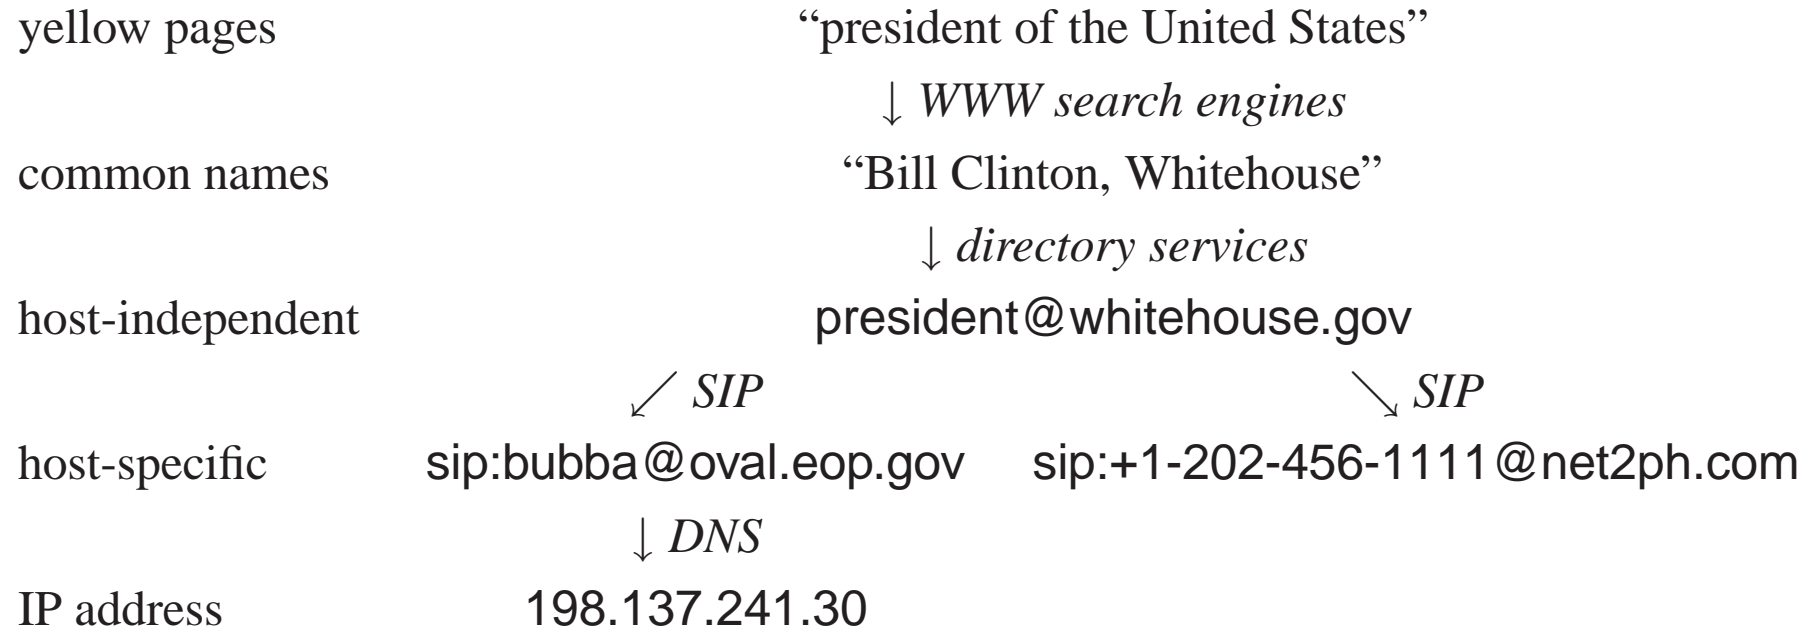 yellow pages “president of the United States”
↓ WWW search engines
common names “Bill Clinton, Whitehouse”
↓ directory services
host-independent president@whitehouse.gov
↙ SIP ↘ SIP
host-specific sip:bubba@oval.eop.gov sip:+1-202-456-1111@net2ph.com
↓ DNS
IP address 198.137.241.30